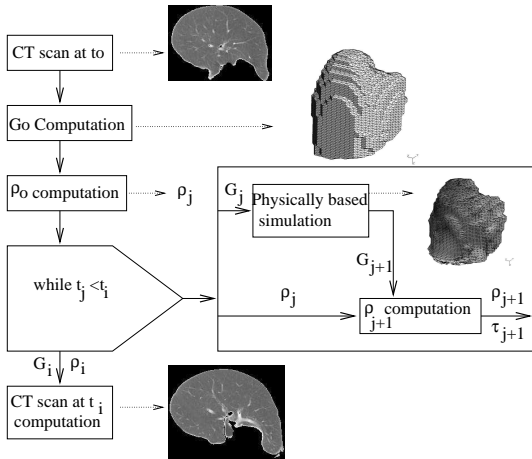 CT scan at to
Go Computation
ρo computation
ρj
Gj
Physically based
simulation
Gj+1
while tj <ti
ρj
ρj+1 computation
ρj+1
τj+1
Gi
ρi
CT scan at ti
computation